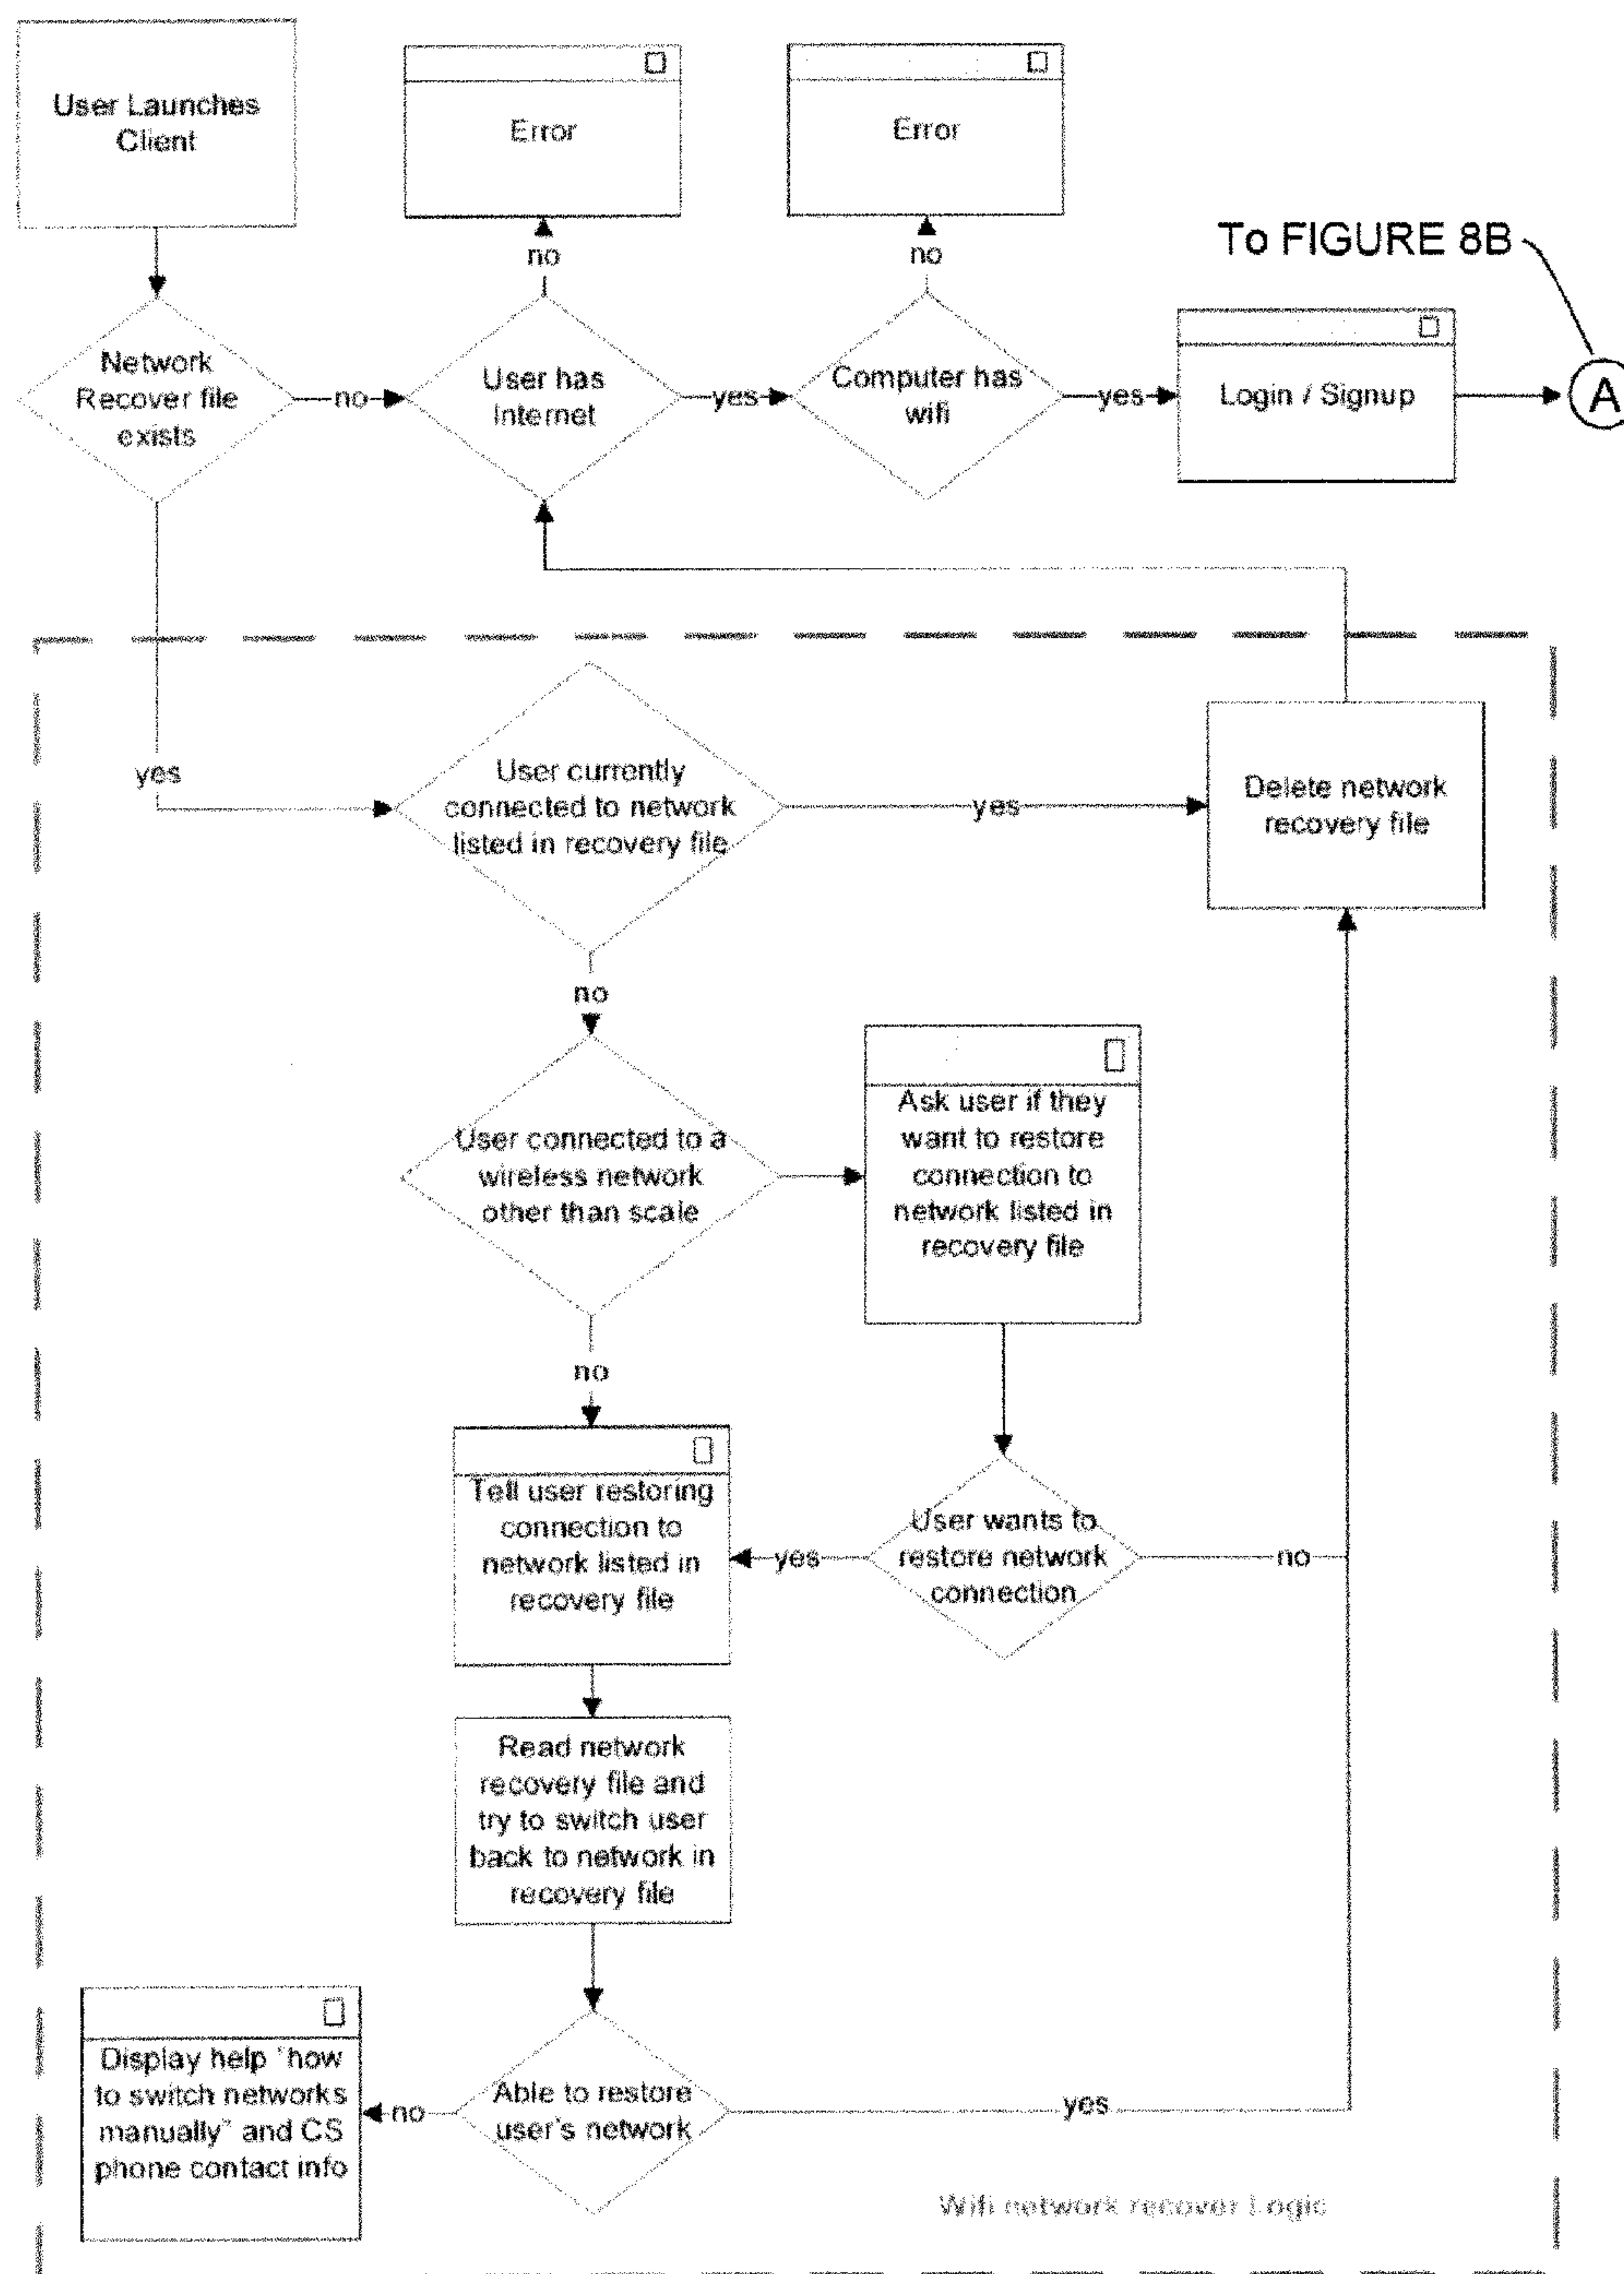 User Launches
Client
Error
Error
no
no
To FIGURE 8B
Network
Recover file
exists
no
User has
Internet
yes
Computer has
wifi
yes
Login / Signup
A
yes
User currently
connected to network
listed in recovery file
yes
Delete network
recovery file
no
User connected to a
wireless network
other than scale
Ask user if they
want to restore
connection to
network listed in
recovery file
no
Tell user restoring
connection to
network listed in
recovery file
yes
User wants to
restore network
connection
no
Read network
recovery file and
try to switch user
back to network in
recovery file
Display help "how
to switch networks
manually" and CS
phone contact info
no
Able to restore
user's network
yes
Wifi network recover Logic